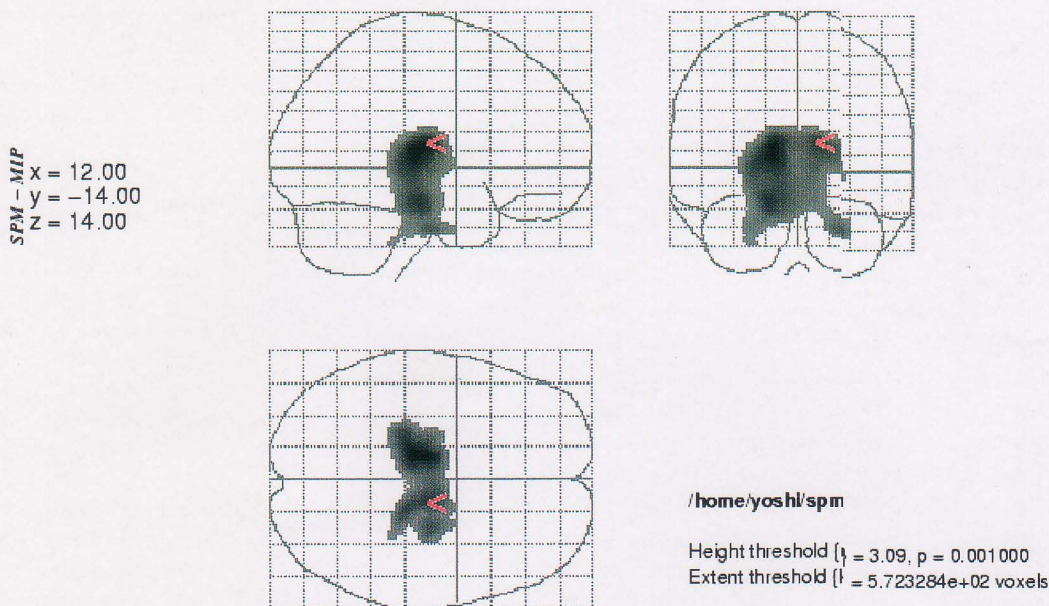 SPM-MIP
x = 12.00
y = −14.00
z = 14.00
/home/yoshl/spm
Height threshold { = 3.09, p = 0.001000
Extent threshold { = 5.723284e+02 voxels